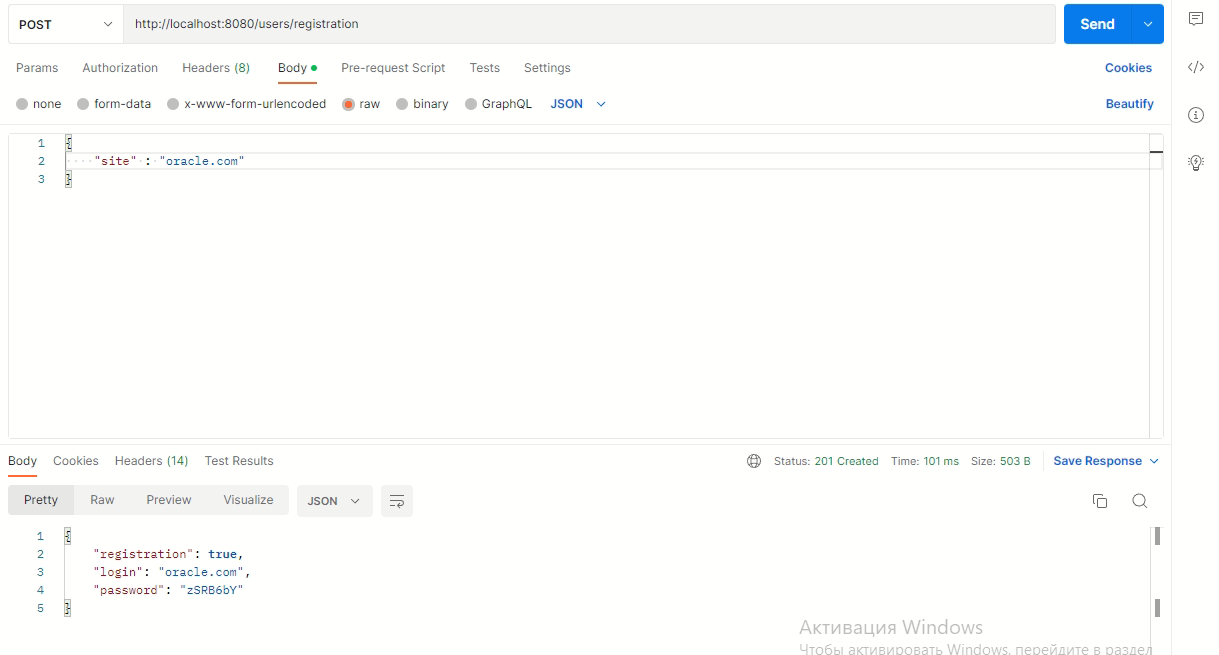 POST http://localhost:8080/users/registration Send
Params Authorization Headers (8) Body Pre-request Script Tests Settings Cookies
none form-data x-www-form-urlencoded raw binary GraphQL JSON Beautify
1 {
2 "site" : "oracle.com"
3 }
Body Cookies Headers (14) Test Results Status: 201 Created Time: 101 ms Size: 503 B Save Response
Pretty Raw Preview Visualize JSON
1 {
2 "registration": true,
3 "login": "oracle.com",
4 "password": "zSRB6bY"
5 }
Активация Windows
Чтобы активировать Windows, перейдите в раздел